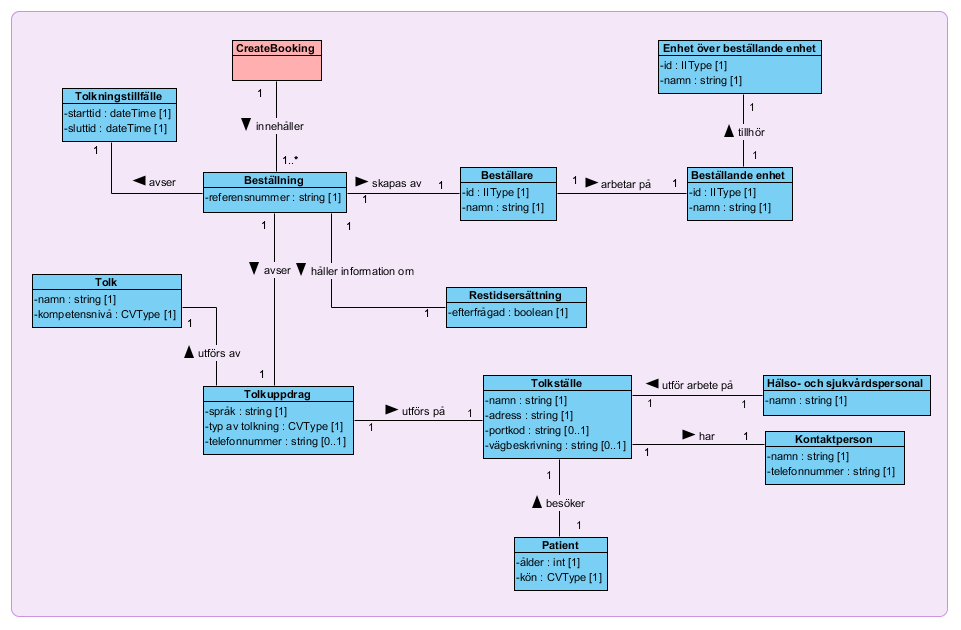 CreateBooking
1
innehåller
1..*
Enhet över beställande enhet
-id : IIType [1]
-namn : string [1]
1
tillhör
1
Tolkningstillfälle
-starttid : dateTime [1]
-sluttid : dateTime [1]
1
avser
Beställning
-referensnummer : string [1]
skapas av
1
1
Beställare
-id : IIType [1]
-namn : string [1]
1
arbetar på
1
Beställande enhet
-id : IIType [1]
-namn : string [1]
1
avser
1
1
håller information om
1
Restidsersättning
-efterfrågad : boolean [1]
Tolk
-namn : string [1]
-kompetensnivå : CVType [1]
1
utförs av
Tolkuppdrag
-språk : string [1]
-typ av tolkning : CVType [1]
-telefonnummer : string [0..1]
utförs på
1
1
Tolkställe
-namn : string [1]
-adress : string [1]
-portkod : string [0..1]
-vägbeskrivning : string [0..1]
utför arbete på
1
1
Hälso- och sjukvårdspersonal
-namn : string [1]
har
1
1
Kontaktperson
-namn : string [1]
-telefonnummer : string [1]
1
besöker
1
Patient
-ålder : int [1]
-kön : CVType [1]